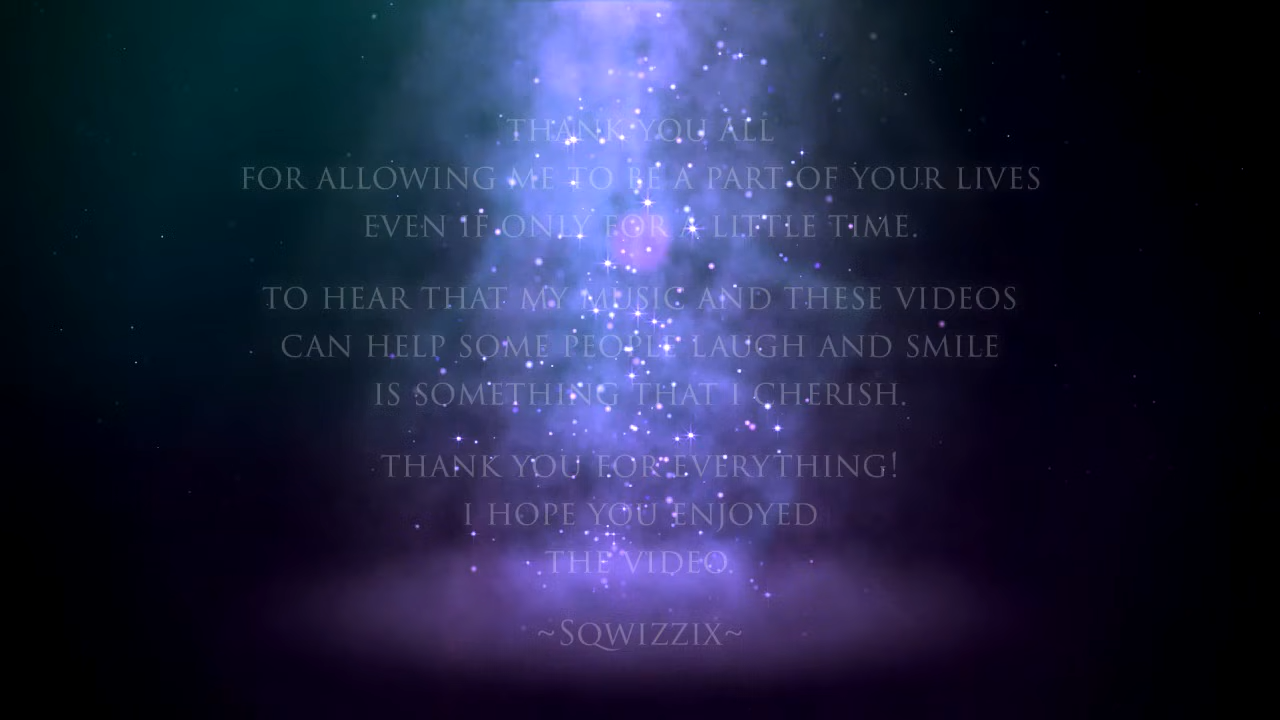 THANK YOU ALL
FOR ALLOWING ME TO BE A PART OF YOUR LIVES
EVEN IF ONLY FOR A LITTLE TIME.
TO HEAR THAT MY MUSIC AND THESE VIDEOS
CAN HELP SOME PEOPLE LAUGH AND SMILE
IS SOMETHING THAT I CHERISH.
THANK YOU FOR EVERYTHING!
I HOPE YOU ENJOYED
THE VIDEO.
~SQWIZZIX~